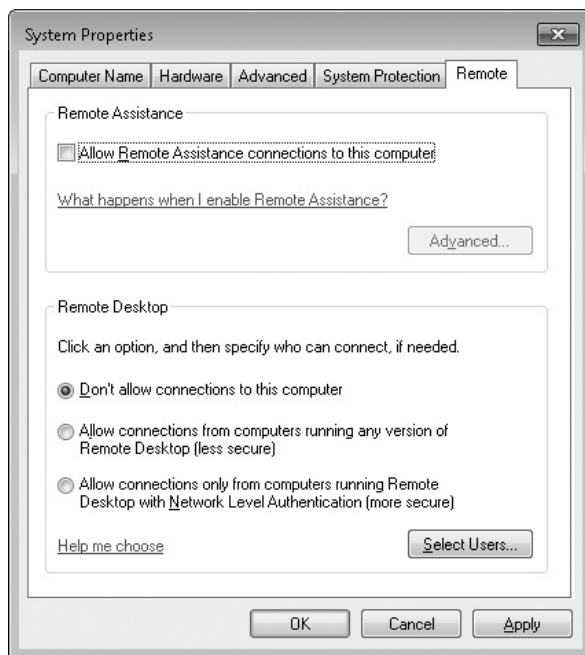 System Properties
Computer Name
Hardware
Advanced
System Protection
Remote
Remote Assistance
Allow Remote Assistance connections to this computer
What happens when I enable Remote Assistance?
Advanced...
Remote Desktop
Click an option, and then specify who can connect, if needed.
Don't allow connections to this computer
Allow connections from computers running any version of
Remote Desktop (less secure)
Allow connections only from computers running Remote
Desktop with Network Level Authentication (more secure)
Help me choose
Select Users...
OK
Cancel
Apply